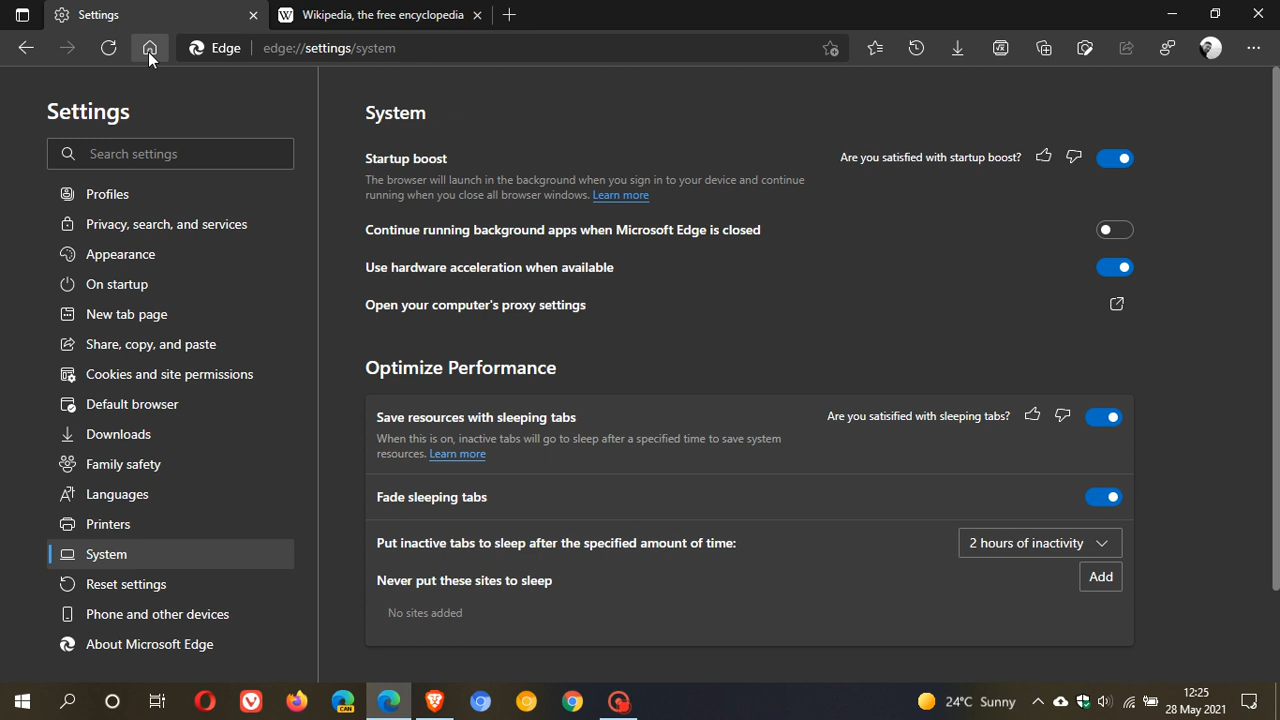 Settings
Wikipedia, the free encyclopedia
Edge
edge://settings/system
Settings
Search settings
Profiles
Privacy, search, and services
Appearance
On startup
New tab page
Share, copy, and paste
Cookies and site permissions
Default browser
Downloads
Family safety
Languages
Printers
System
Reset settings
Phone and other devices
About Microsoft Edge
System
Startup boost
Are you satisfied with startup boost?
The browser will launch in the background when you sign in to your device and continue
running when you close all browser windows. Learn more
Continue running background apps when Microsoft Edge is closed
Use hardware acceleration when available
Open your computer's proxy settings
Optimize Performance
Save resources with sleeping tabs
Are you satisfied with sleeping tabs?
When this is on, inactive tabs will go to sleep after a specified time to save system
resources. Learn more
Fade sleeping tabs
Put inactive tabs to sleep after the specified amount of time:
2 hours of inactivity
Never put these sites to sleep
Add
No sites added
CAN
24°C Sunny
12:25
28 May 2021